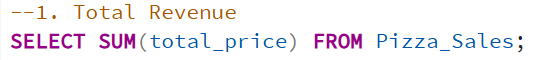 --1. Total Revenue
SELECT SUM(total_price) FROM Pizza_Sales;